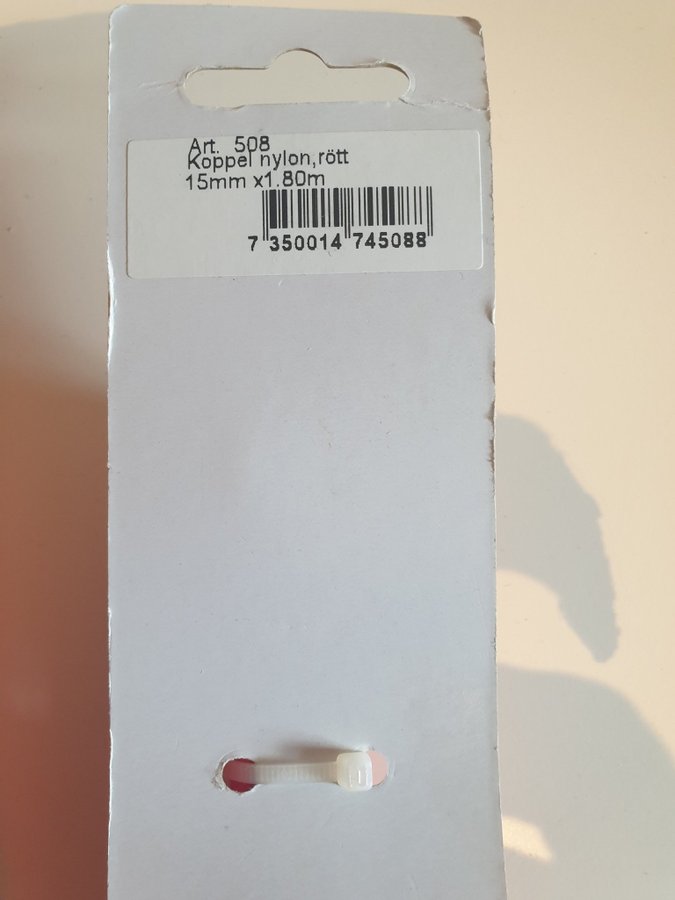 Art. 508
Koppel nylon,rött
15mm x1.80m
7 350014 745088